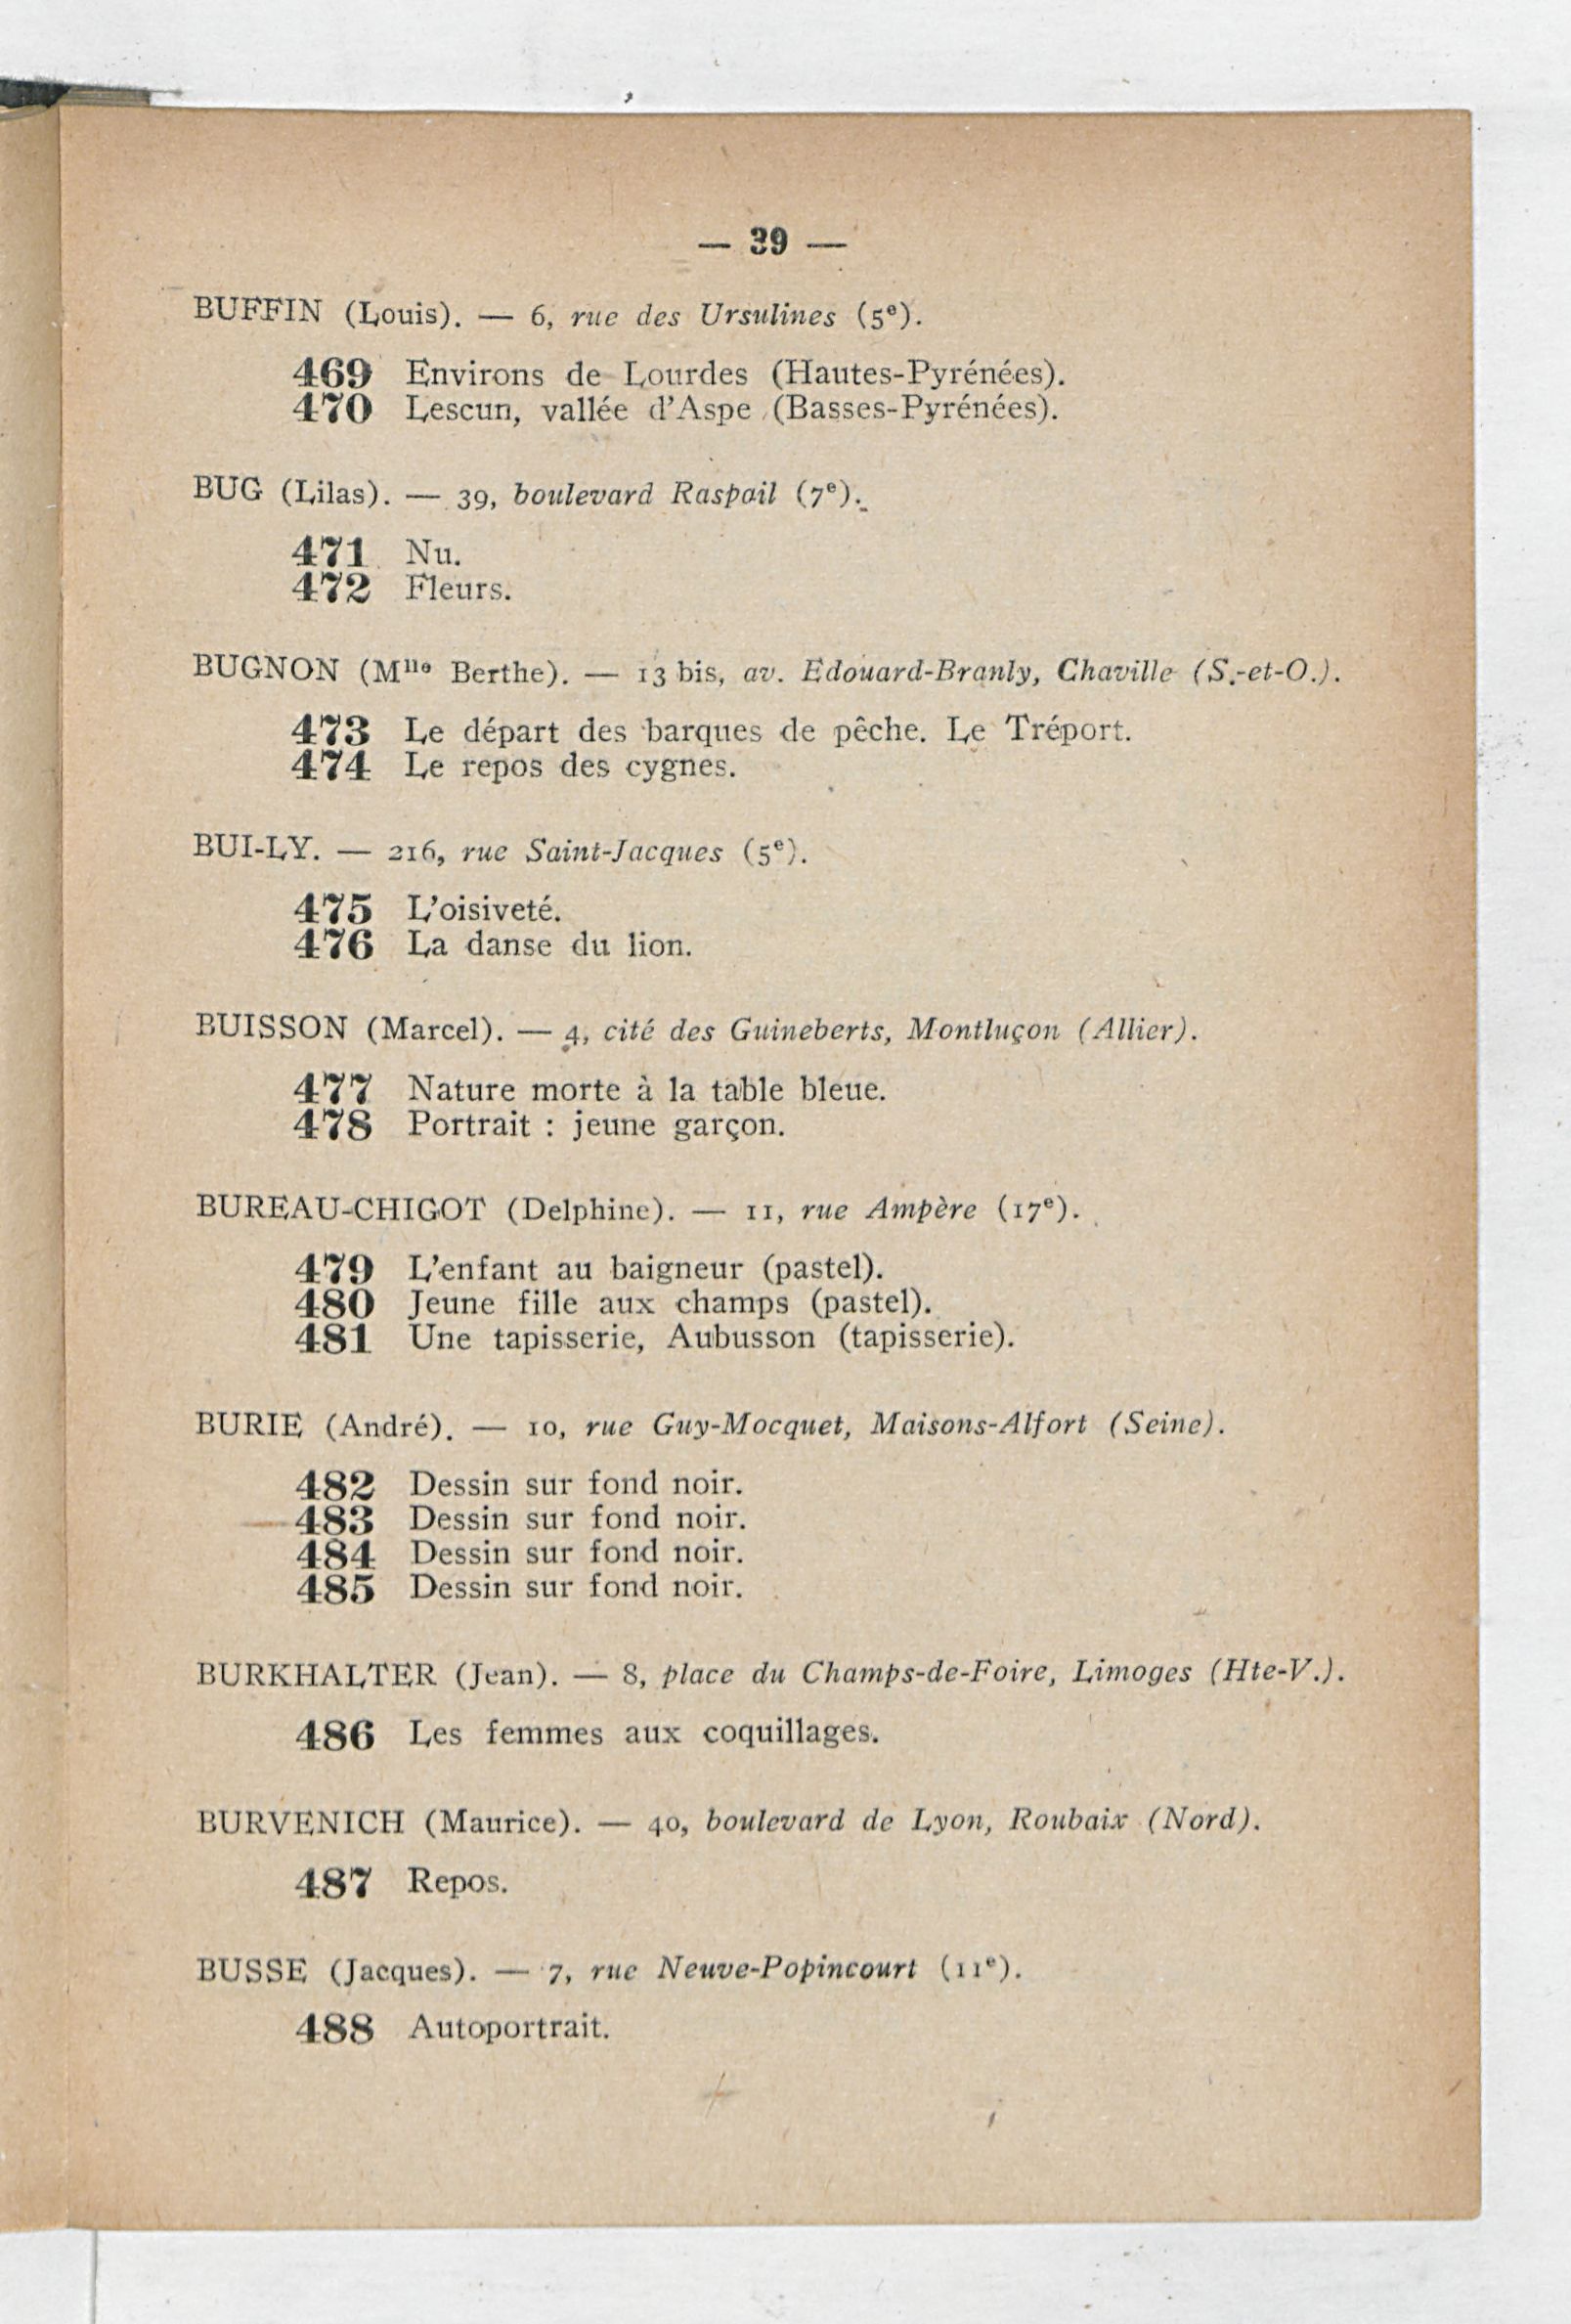 — 39 —
BUFFIN (Louis). — 6, rue des Ursulines (5e).
469 Environs de Lourdes (Hautes-Pyrénées).
470 Lescun, vallée d'Aspe (Basses-Pyrénées).
BUG (Lilas). — 39, boulevard Raspail (7e).
471 Nu.
472 Fleurs.
BUGNON (Mlle Berthe). — 13 bis, av. Edouard-Branly, Chaville (S.-et-O.).
473 Le départ des barques de pêche. Le Tréport.
474 Le repos des cygnes.
BUI-LY. — 216, rue Saint-Jacques (5e).
475 L'oisiveté.
476 La danse du lion.
BUISSON (Marcel). — 4, cité des Guineberts, Montluçon (Allier).
477 Nature morte à la table bleue.
478 Portrait : jeune garçon.
BUREAU-CHIGOT (Delphine). — 11, rue Ampère (17e).
479 L'enfant au baigneur (pastel).
480 Jeune fille aux champs (pastel).
481 Une tapisserie, Aubusson (tapisserie).
BURIE (André). — 10, rue Guy-Mocquet, Maisons-Alfort (Seine).
482 Dessin sur fond noir.
483 Dessin sur fond noir.
484 Dessin sur fond noir.
485 Dessin sur fond noir.
BURKHALTER (Jean). — 8, place du Champs-de-Foire, Limoges (Hte-V.).
486 Les femmes aux coquillages.
BURVENICH (Maurice). — 40, boulevard de Lyon, Roubaix (Nord).
487 Repos.
BUSSE (Jacques). — 7, rue Neuve-Popincourt (11e).
488 Autoportrait.